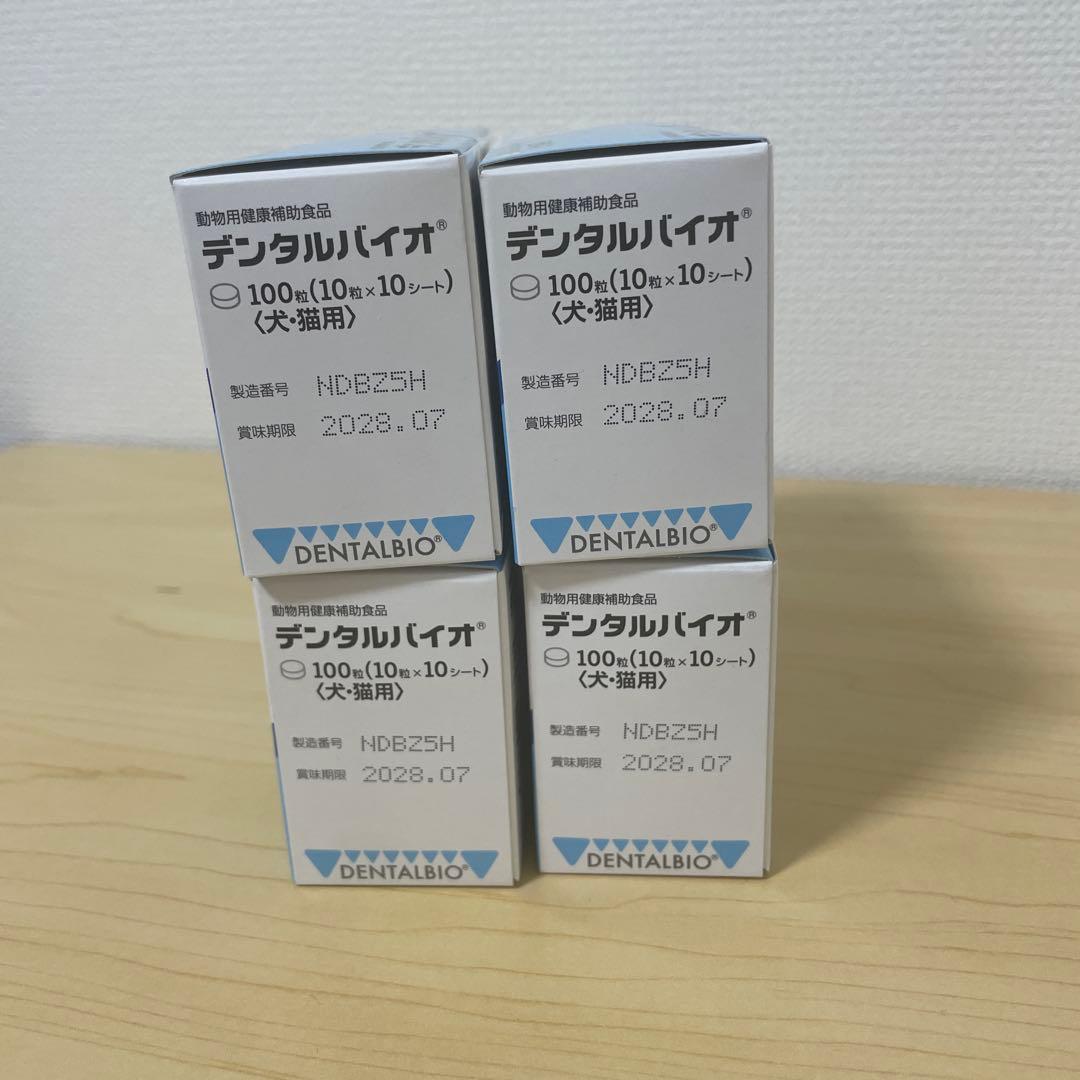 動物用健康補助食品
デンタルバイオ®
100粒(10粒×10シート)
〈犬・猫用〉
製造番号 NDBZ5H
賞味期限 2028.07
DENTALBIO®
動物用健康補助食品
デンタルバイオ®
100粒(10粒×10シート)
〈犬・猫用〉
製造番号 NDBZ5H
賞味期限 2028.07
DENTALBIO®
動物用健康補助食品
デンタルバイオ®
100粒(10粒×10シート)
〈犬・猫用〉
製造番号 NDBZ5H
賞味期限 2028.07
DENTALBIO®
動物用健康補助食品
デンタルバイオ®
100粒(10粒×10シート)
〈犬・猫用〉
製造番号 NDBZ5H
賞味期限 2028.07
DENTALBIO®